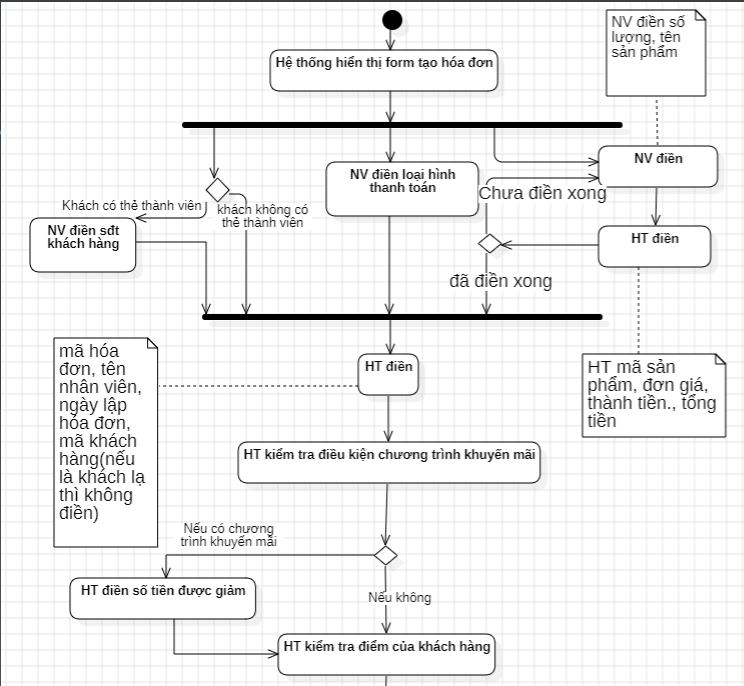 NV điền số
lượng, tên
sản phẩm
Hệ thống hiển thị form tạo hóa đơn
NV điền
NV điền loại hình
thanh toán
Chưa điền xong
Khách có thẻ thành viên
khách không có
thẻ thành viên
NV điền sđt
khách hàng
HT điền
đã điền xong
mã hóa
đơn, tên
nhân viên,
ngày lập
hóa đơn,
mã khách
hàng(nếu
là khách lạ
thì không
điền)
HT điền
HT mã sản
phẩm, đơn giá,
thành tiền., tổng
tiền
HT kiểm tra điều kiện chương trình khuyến mãi
Nếu có chương
trình khuyến mãi
HT điền số tiền được giảm
Nếu không
HT kiểm tra điểm của khách hàng